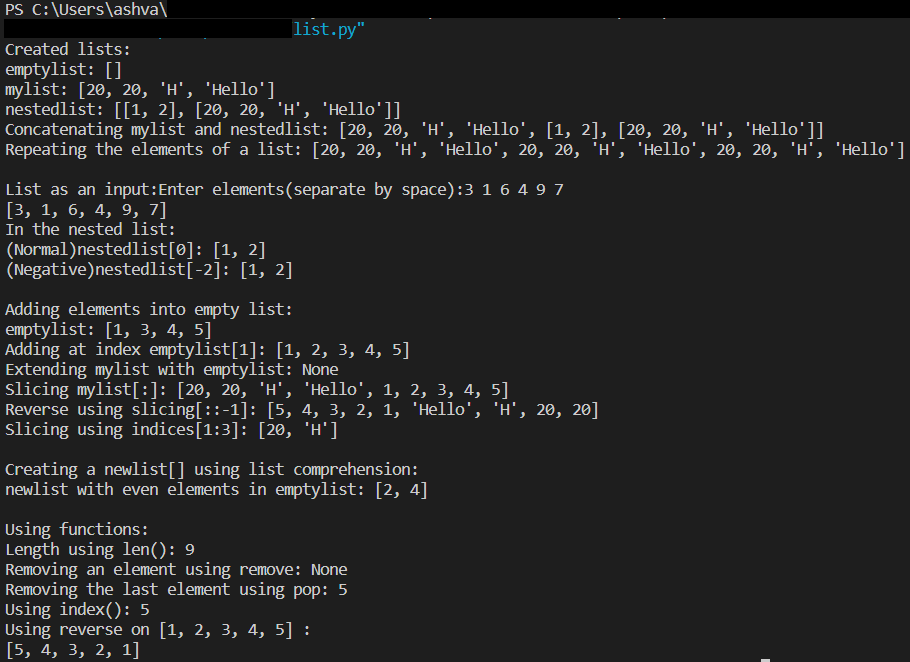 PS C:\Users\ashva\
list.py"
Created lists:
emptylist: []
mylist: [20, 20, 'H', 'Hello']
nestedlist: [[1, 2], [20, 20, 'H', 'Hello']]
Concatenating mylist and nestedlist: [20, 20, 'H', 'Hello', [1, 2], [20, 20, 'H', 'Hello']]
Repeating the elements of a list: [20, 20, 'H', 'Hello', 20, 20, 'H', 'Hello', 20, 20, 'H', 'Hello']
List as an input:Enter elements(separate by space):3 1 6 4 9 7
[3, 1, 6, 4, 9, 7]
In the nested list:
(Normal)nestedlist[0]: [1, 2]
(Negative)nestedlist[-2]: [1, 2]
Adding elements into empty list:
emptylist: [1, 3, 4, 5]
Adding at index emptylist[1]: [1, 2, 3, 4, 5]
Extending mylist with emptylist: None
Slicing mylist[:]: [20, 20, 'H', 'Hello', 1, 2, 3, 4, 5]
Reverse using slicing[::-1]: [5, 4, 3, 2, 1, 'Hello', 'H', 20, 20]
Slicing using indices[1:3]: [20, 'H']
Creating a newlist[] using list comprehension:
newlist with even elements in emptylist: [2, 4]
Using functions:
Length using len(): 9
Removing an element using remove: None
Removing the last element using pop: 5
Using index(): 5
Using reverse on [1, 2, 3, 4, 5] :
[5, 4, 3, 2, 1]